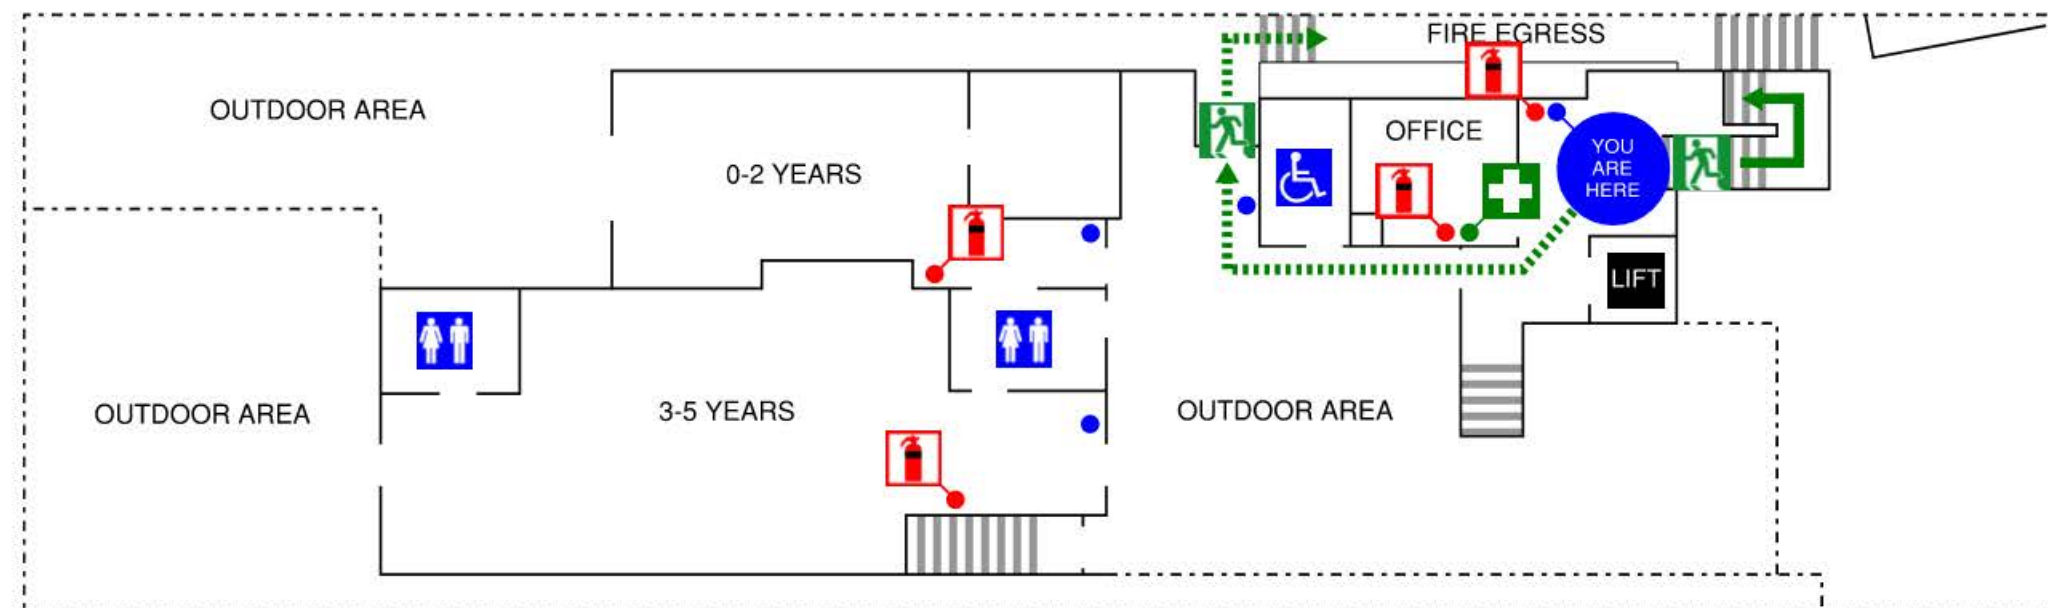 FIRE EGRESS
OUTDOOR AREA
OFFICE
0-2 YEARS
YOU
ARE
HERE
LIFT
OUTDOOR AREA
3-5 YEARS
OUTDOOR AREA